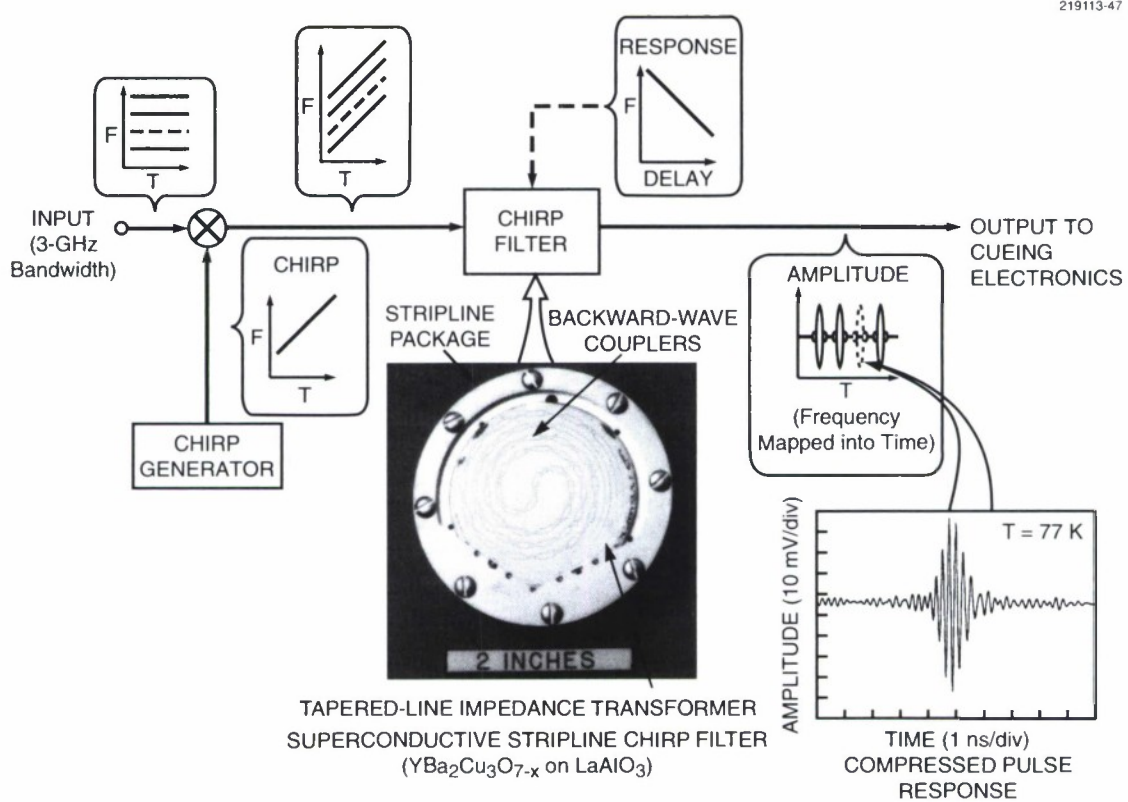 219113-47
F
T
F
T
RESPONSE
F
DELAY
INPUT
(3-GHz
Bandwidth)
CHIRP
FILTER
OUTPUT TO
CUEING
ELECTRONICS
CHIRP
F
T
CHIRP
GENERATOR
STRIPLINE
PACKAGE
BACKWARD-WAVE
COUPLERS
AMPLITUDE
T
(Frequency
Mapped into Time)
2 INCHES
TAPERED-LINE IMPEDANCE TRANSFORMER
SUPERCONDUCTIVE STRIPLINE CHIRP FILTER
(YBa2Cu3O7-x on LaAlO3)
AMPLITUDE (10 mV/div)
T = 77 K
TIME (1 ns/div)
COMPRESSED PULSE
RESPONSE